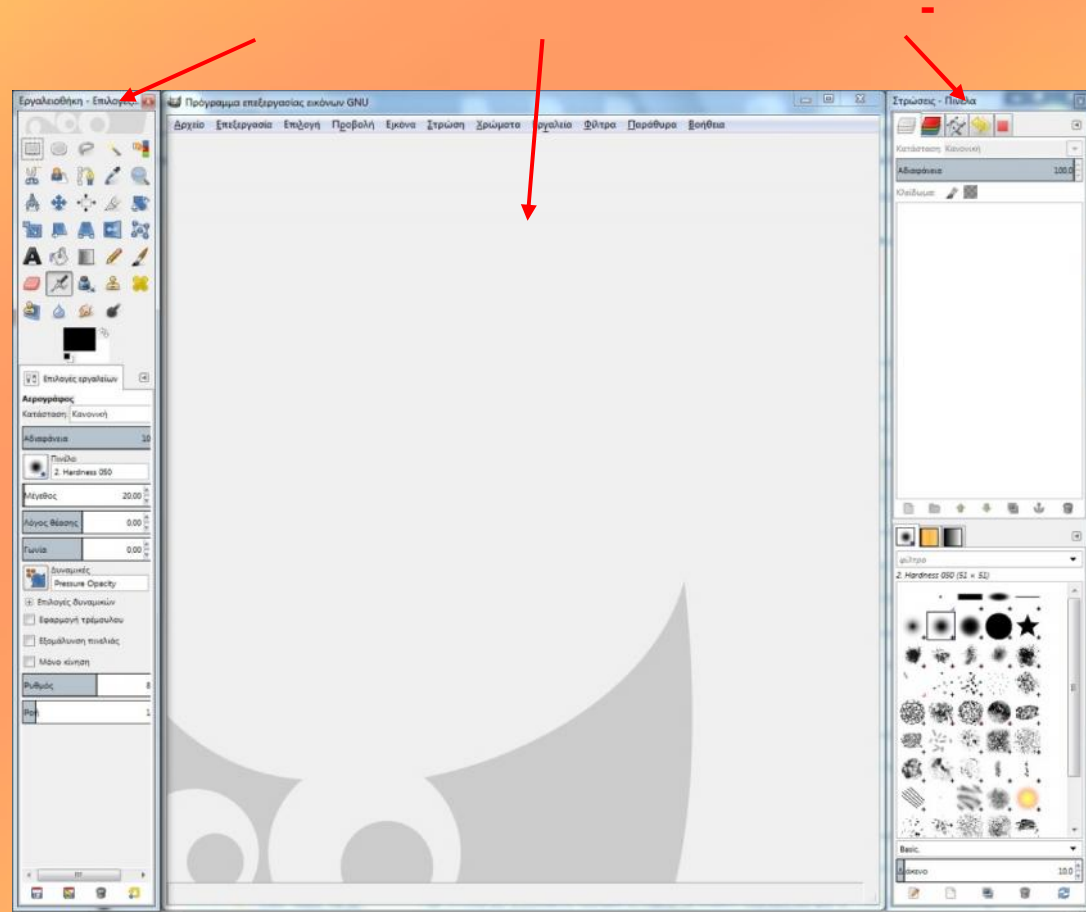 -
Εργαλειοθήκη - Επιλογές
Πρόγραμμα επεξεργασίας εικόνων GNU
Αρχείο Επεξεργασία Επιλογή Προβολή Εικόνα Στρώση Χρώματα Εργαλεία Φίλτρα Παράθυρα Βοήθεια
Επιλογές εργαλείων
Αερογράφος
Κατάσταση: Κανονική
Αδιαφάνεια 10
Πινέλο
2. Hardness 050
Μέγεθος 20.00
Λόγος θέασης 0.00
Γωνία 0.00
Δυναμικές
Pressure Opacity
Επιλογές δυναμικών
Εφαρμογή τρέμουλου
Εξομάλυνση πινελιάς
Μόνο κίνηση
Ρυθμός 8
Ροή 1
Στρώσεις - Πινέλα
Κατάσταση: Κανονική
Αδιαφάνεια 100.0
Κλείδωμα:
φίλτρο
2. Hardness 050 (51 × 51)
Basic,
Διάκενο 10.0